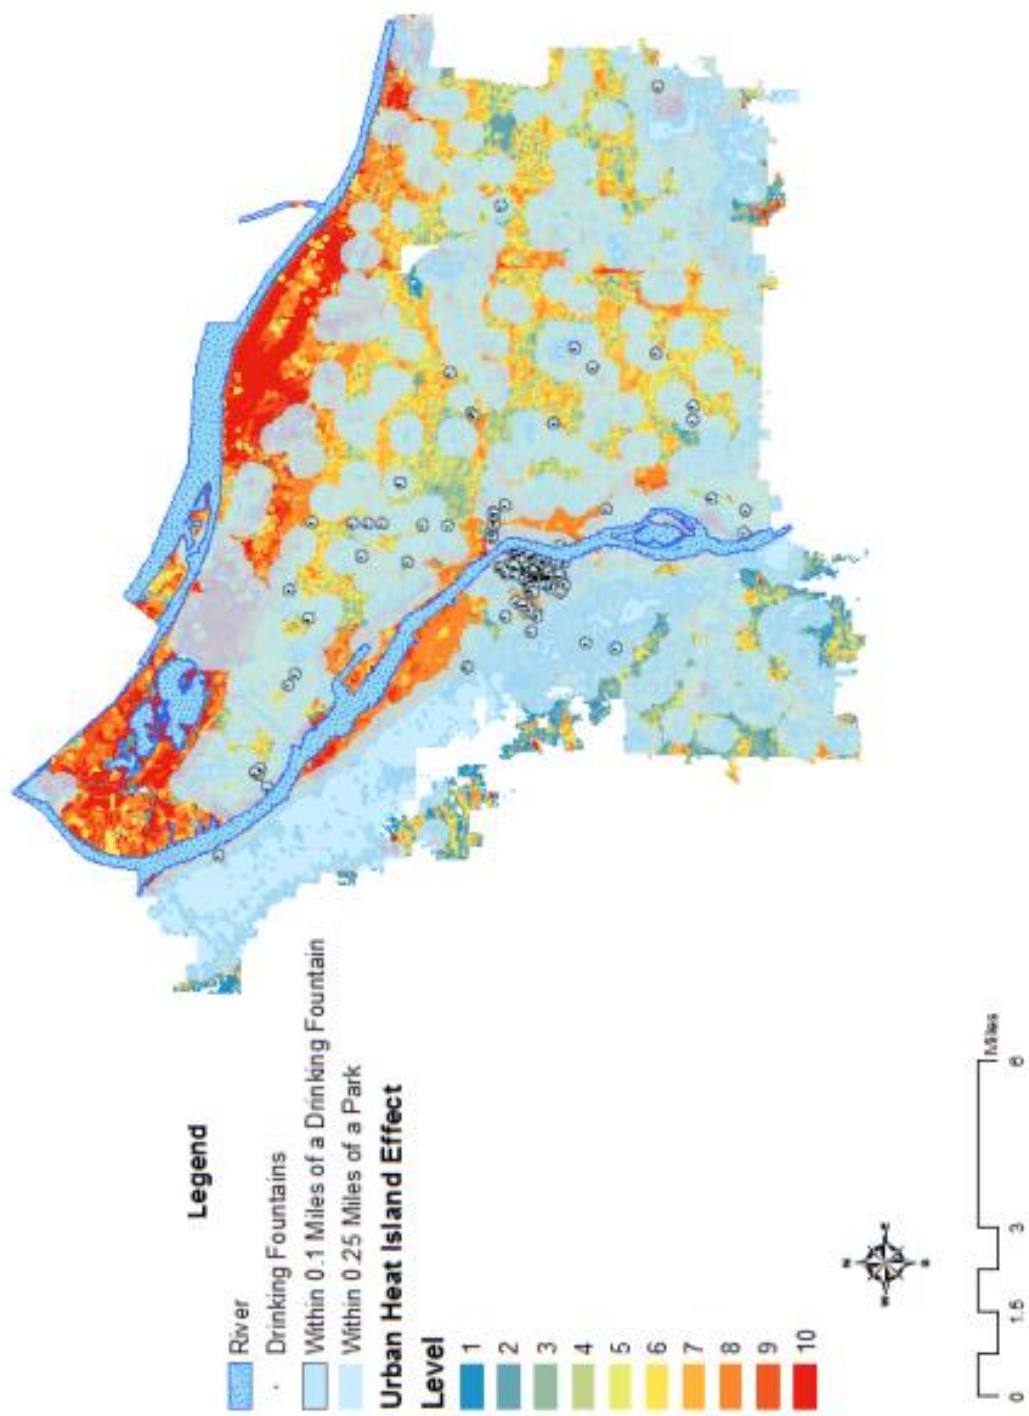 Legend
River
Drinking Fountains
Within 0.1 Miles of a Drinking Fountain
Within 0.25 Miles of a Park
Urban Heat Island Effect
Level
1
2
3
4
5
6
7
8
9
10
N
W
E
S
0 1.5 3 6
Miles